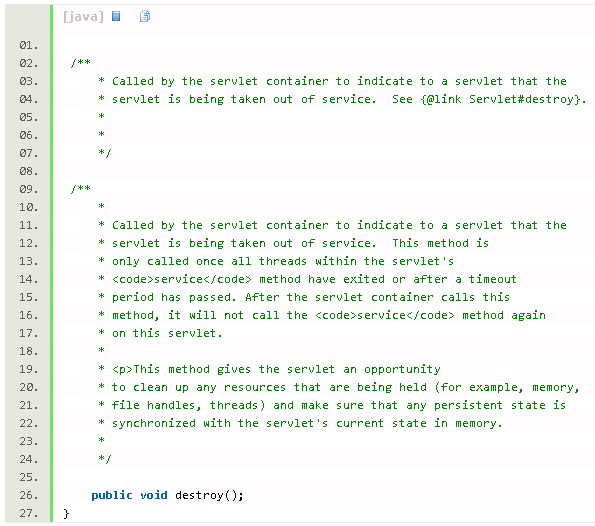 [java]
01.
02. /**
03. * Called by the servlet container to indicate to a servlet that the
04. * servlet is being taken out of service.  See {@link Servlet#destroy}.
05. *
06. *
07. */
08.
09. /**
10. *
11. * Called by the servlet container to indicate to a servlet that the
12. * servlet is being taken out of service.  This method is
13. * only called once all threads within the servlet's
14. * <code>service</code> method have exited or after a timeout
15. * period has passed. After the servlet container calls this
16. * method, it will not call the <code>service</code> method again
17. * on this servlet.
18. *
19. * <p>This method gives the servlet an opportunity
20. * to clean up any resources that are being held (for example, memory,
21. * file handles, threads) and make sure that any persistent state is
22. * synchronized with the servlet's current state in memory.
23. *
24. */
25.
26. public void destroy();
27. }